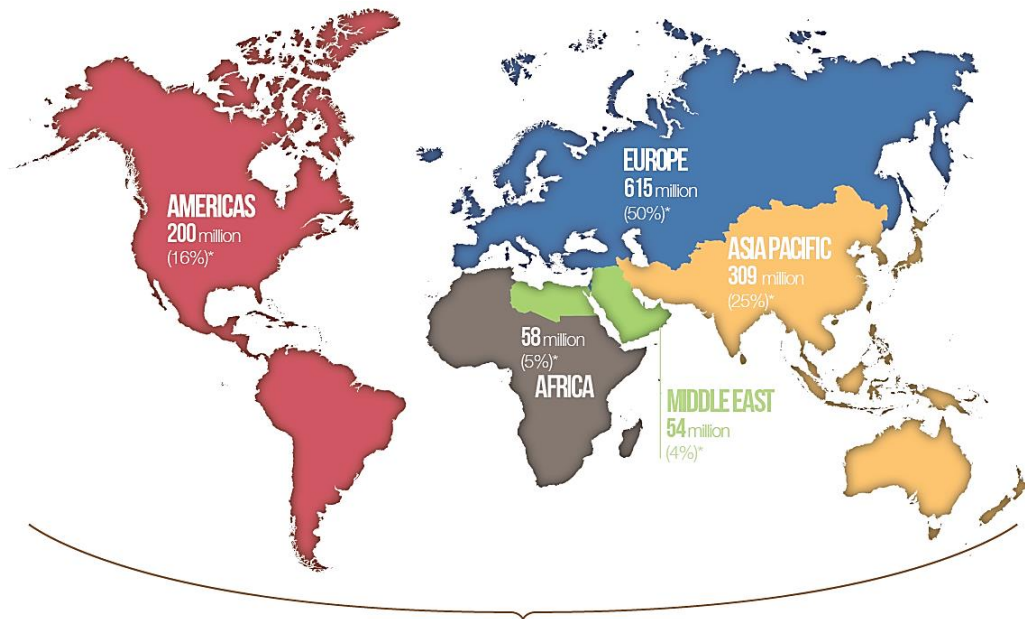 AMERICAS
200 million
(16%)*
EUROPE
615 million
(50%)*
ASIA PACIFIC
309 million
(25%)*
58 million
(5%)*
AFRICA
MIDDLE EAST
54 million
(4%)*